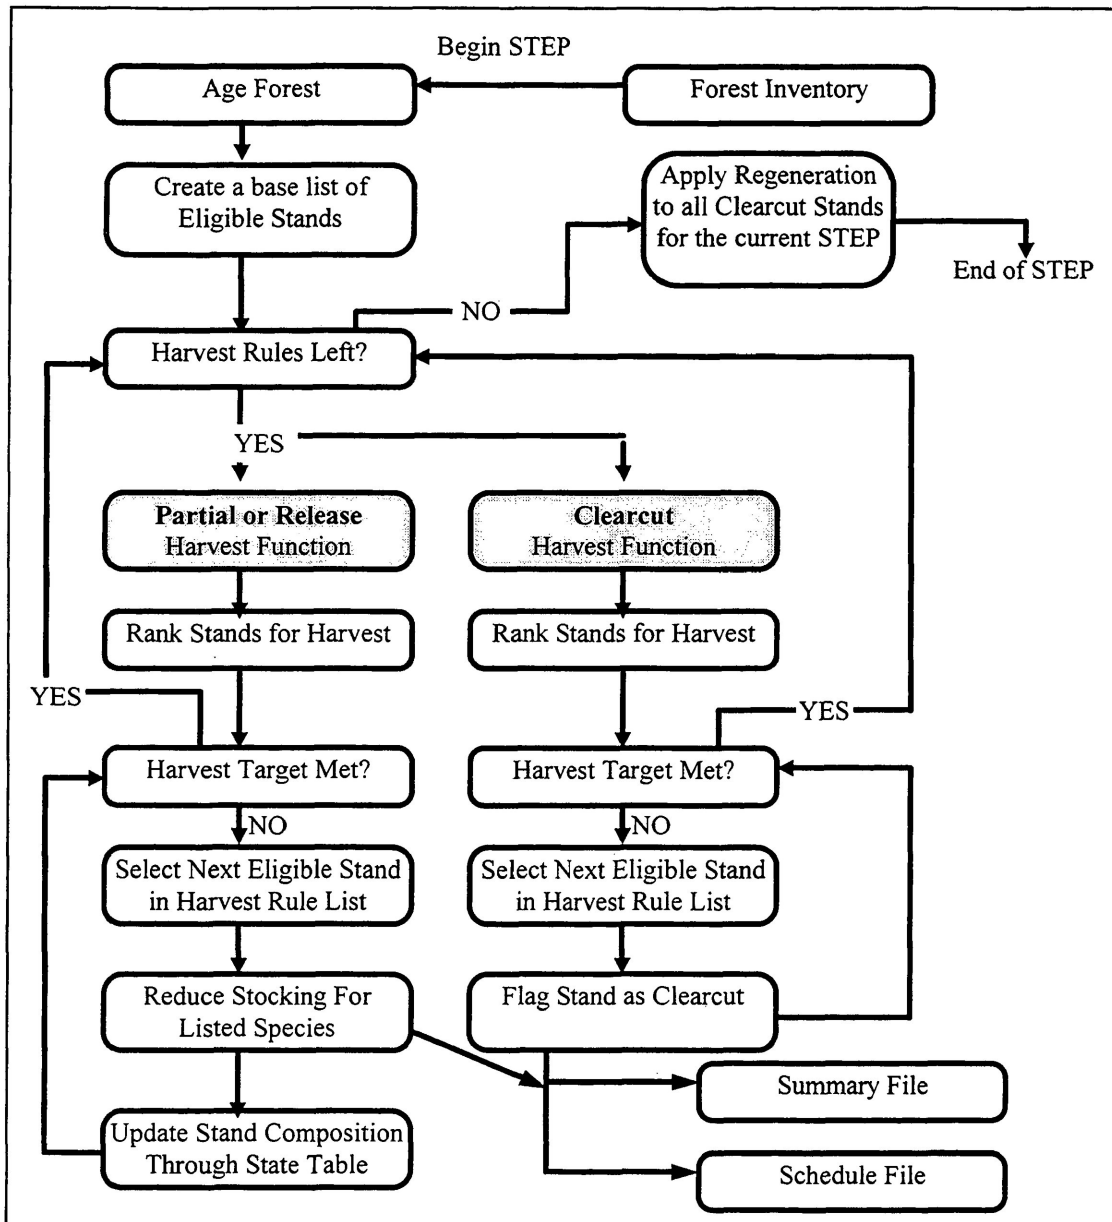 Begin STEP
Age Forest
Forest Inventory
Create a base list of
Eligible Stands
Apply Regeneration
to all Clearcut Stands
for the current STEP
End of STEP
NO
Harvest Rules Left?
YES
Partial or Release
Harvest Function
Clearcut
Harvest Function
Rank Stands for Harvest
Rank Stands for Harvest
YES
YES
Harvest Target Met?
Harvest Target Met?
NO
NO
Select Next Eligible Stand
in Harvest Rule List
Select Next Eligible Stand
in Harvest Rule List
Reduce Stocking For
Listed Species
Flag Stand as Clearcut
Summary File
Update Stand Composition
Through State Table
Schedule File